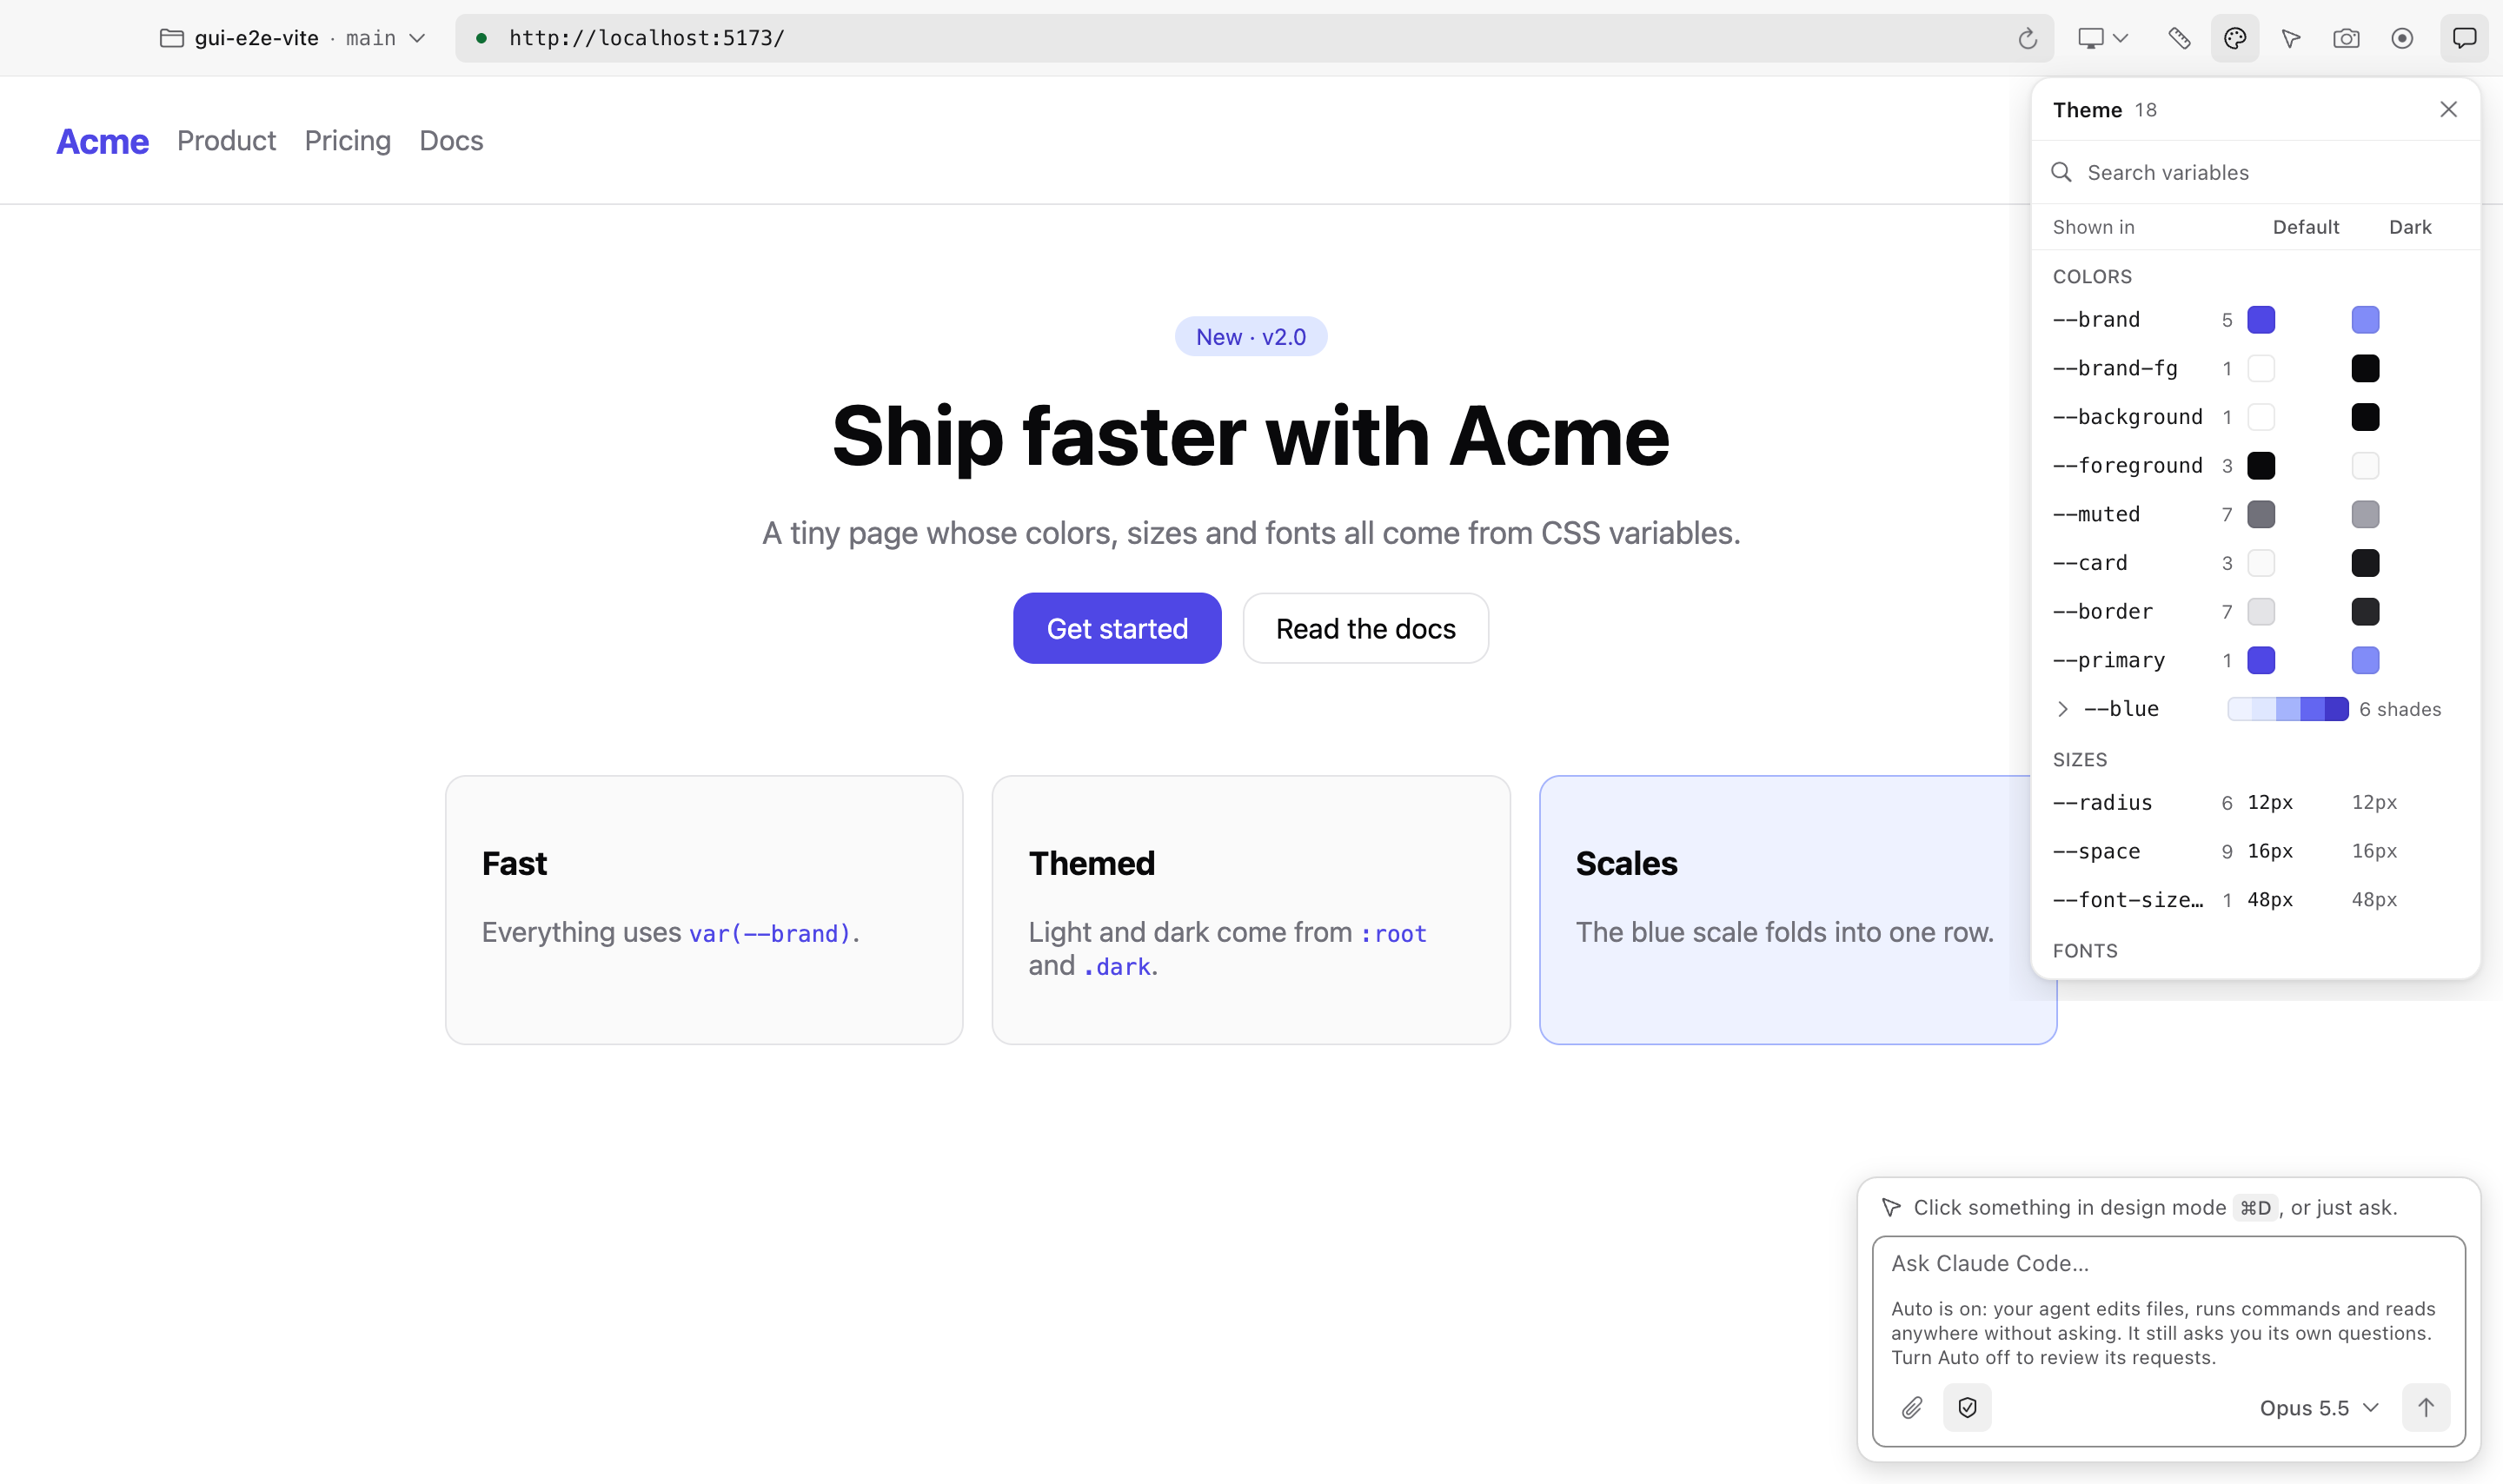 gui-e2e-vite · main
http://localhost:5173/
Acme Product Pricing Docs
New · v2.0
Ship faster with Acme
A tiny page whose colors, sizes and fonts all come from CSS variables.
Get started
Read the docs
Fast
Everything uses var(--brand).
Themed
Light and dark come from :root
and .dark.
Scales
The blue scale folds into one row.
Theme 18
Search variables
Shown in Default Dark
COLORS
--brand 5
--brand-fg 1
--background 1
--foreground 3
--muted 7
--card 3
--border 7
--primary 1
--blue 6 shades
SIZES
--radius 6 12px 12px
--space 9 16px 16px
--font-size… 1 48px 48px
FONTS
Click something in design mode ⌘D, or just ask.
Ask Claude Code...
Auto is on: your agent edits files, runs commands and reads
anywhere without asking. It still asks you its own questions.
Turn Auto off to review its requests.
Opus 5.5